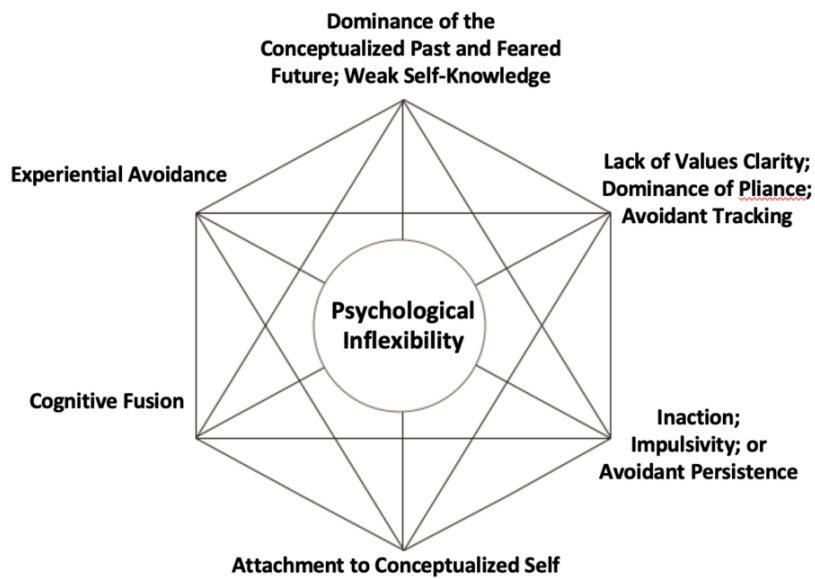 Dominance of the
Conceptualized Past and Feared
Future; Weak Self-Knowledge
Experiential Avoidance
Lack of Values Clarity;
Dominance of Pliance;
Avoidant Tracking
Psychological
Inflexibility
Cognitive Fusion
Inaction;
Impulsivity; or
Avoidant Persistence
Attachment to Conceptualized Self